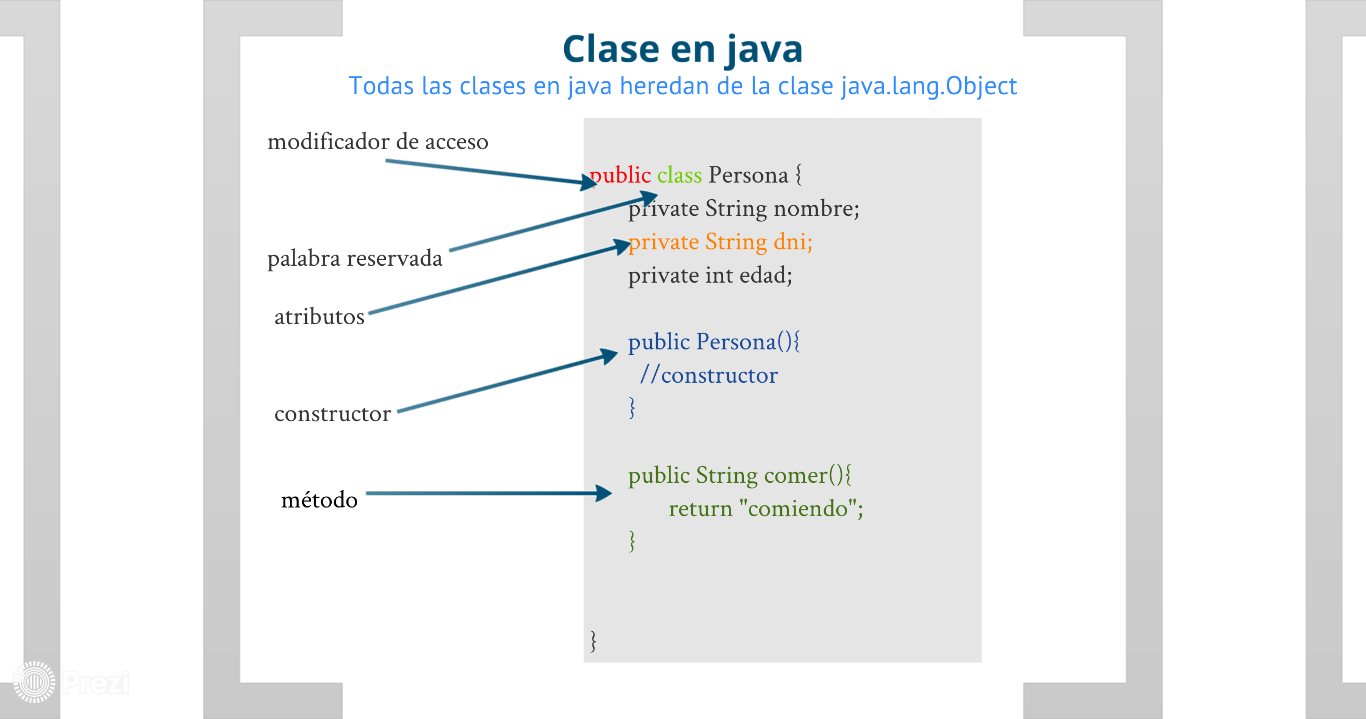 Clase en java
Todas las clases en java heredan de la clase java.lang.Object
modificador de acceso
palabra reservada
atributos
constructor
método
public class Persona {
private String nombre;
private String dni;
private int edad;
public Persona(){
//constructor
}
public String comer(){
return "comiendo";
}
}
Prezi